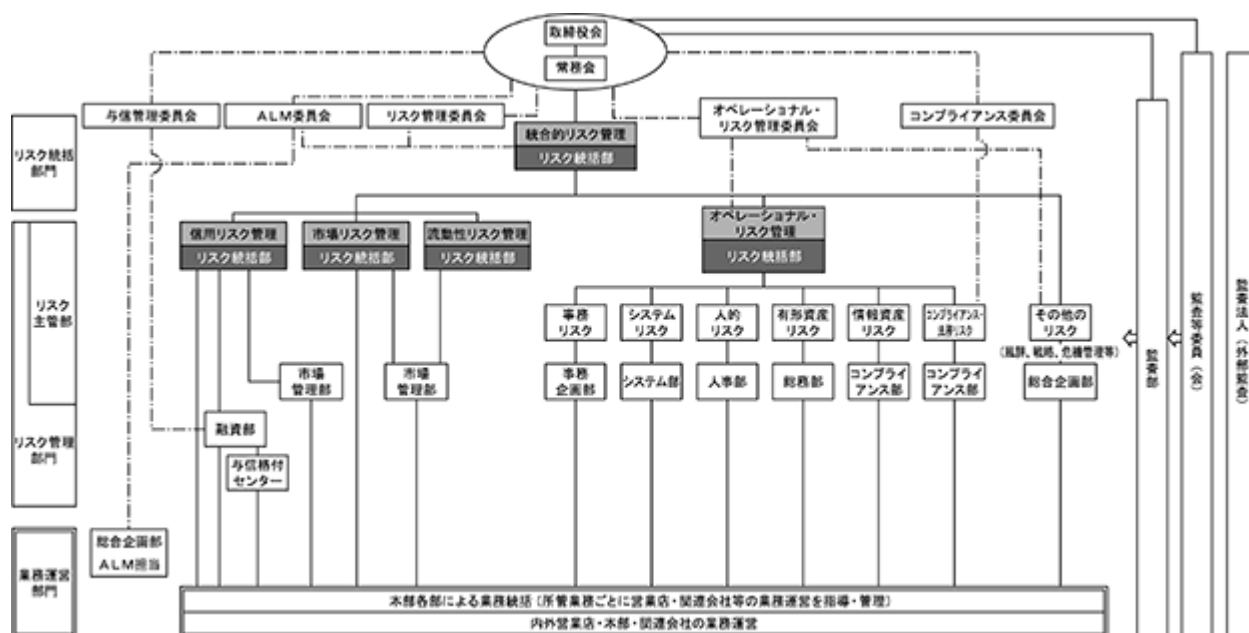 取締役会
常務会
与信管理委員会
ALM委員会
リスク管理委員会
オペレーショナル・
リスク管理委員会
コンプライアンス委員会
リスク統括
部門
統合的リスク管理
リスク統括部
信用リスク管理
リスク統括部
市場リスク管理
リスク統括部
流動性リスク管理
リスク統括部
オペレーショナル・
リスク管理
リスク統括部
リスク
主管部
事務
リスク
システム
リスク
人的
リスク
有形資産
リスク
情報資産
リスク
コンプライアンス・
法務リスク
その他の
リスク
(風評、戦略、危機管理等)
市場
管理部
市場
管理部
事務
企画部
システム部
人事部
総務部
コンプライ
アンス部
コンプライ
アンス部
総合企画部
リスク管理
部門
融資部
与信格付
センター
業務運営
部門
総合企画部
ALM担当
本部各部による業務統括(所管業務ごとに営業店・関連会社等の業務運営を指導・管理)
内外営業店・本部・関連会社の業務運営
監査部
監査等委員(会)
監査法人(外部監査)